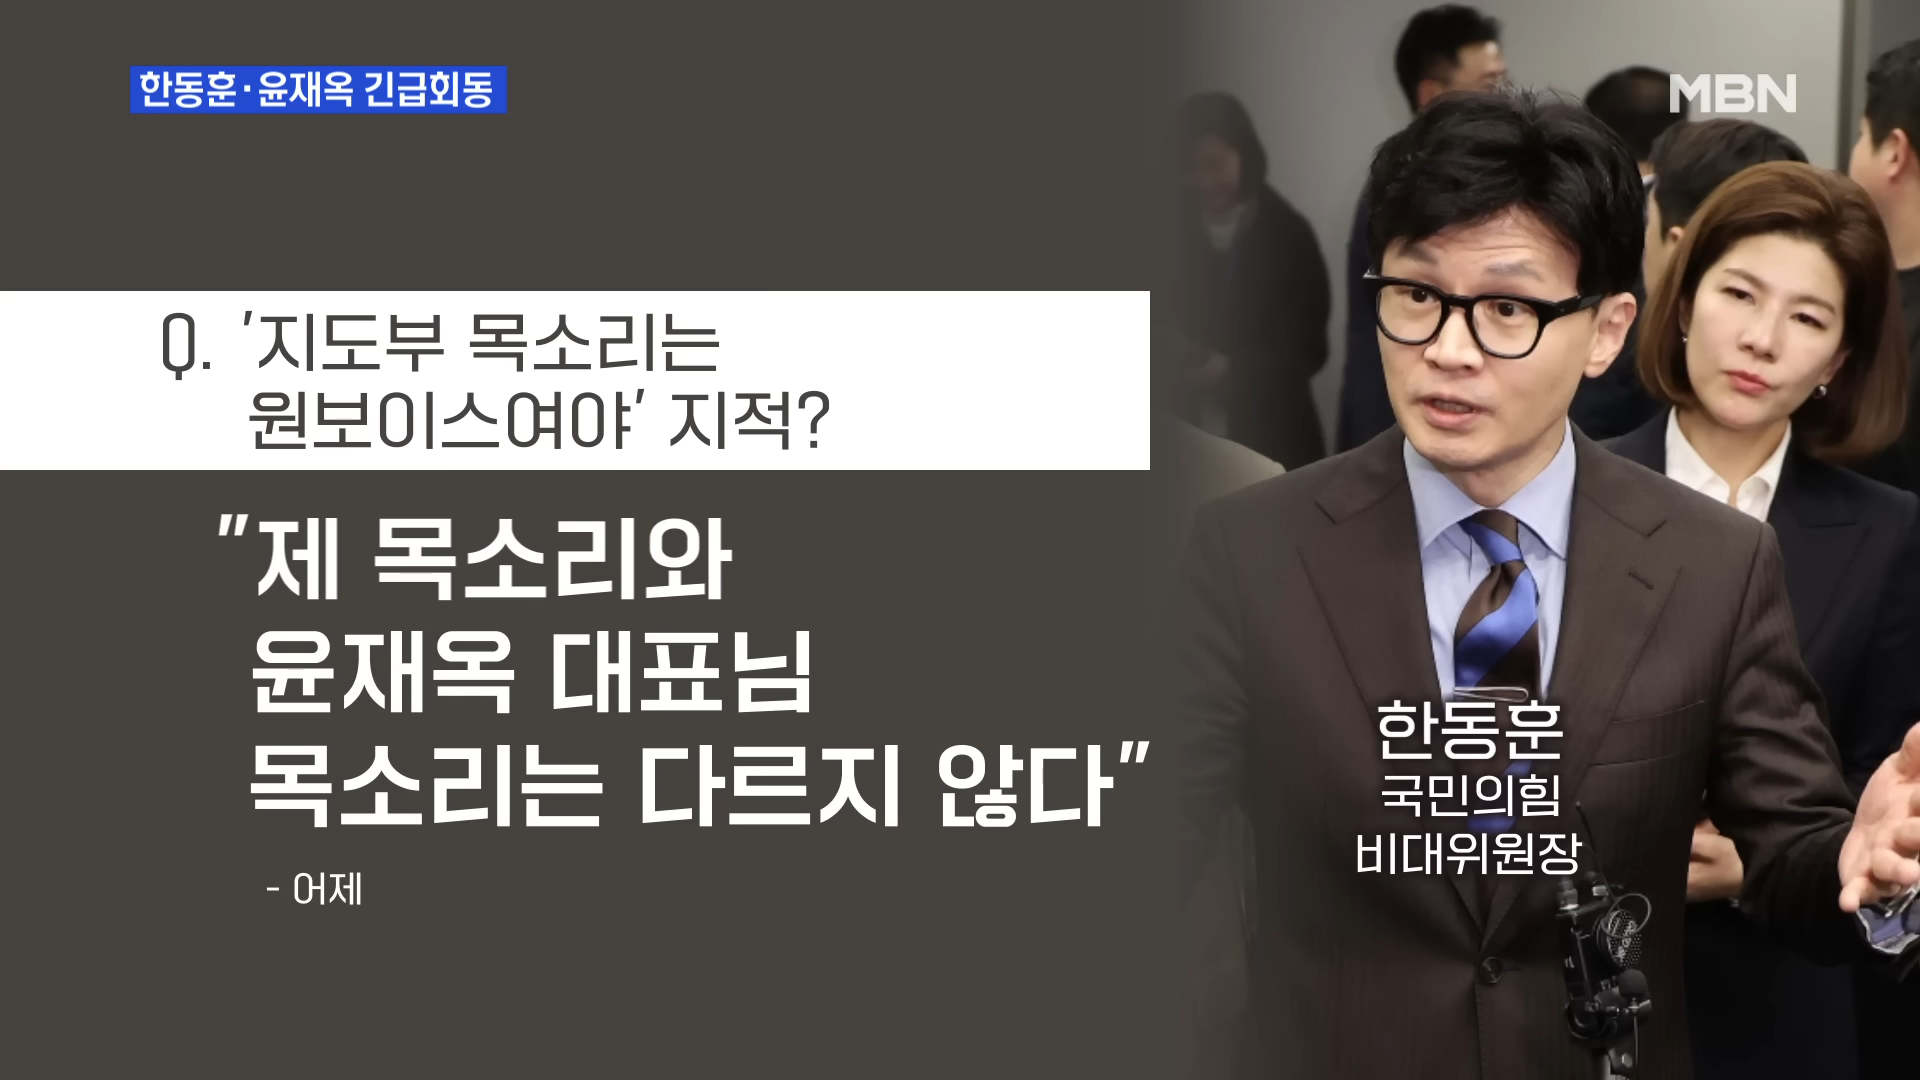 한동훈·윤재옥 긴급회동
MBN
Q. '지도부 목소리는
원보이스여야' 지적?
"제 목소리와
윤재옥 대표님
목소리는 다르지 않다"
- 어제
한동훈
국민의힘
비대위원장